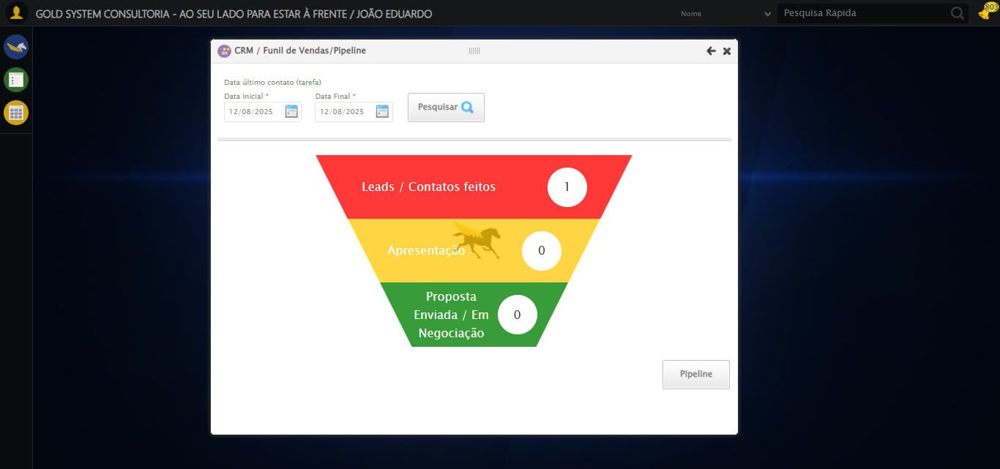 GOLD SYSTEM CONSULTORIA - AO SEU LADO PARA ESTAR À FRENTE / JOÃO EDUARDO
Nome
Pesquisa Rapida
803
CRM / Funil de Vendas/Pipeline
Data último contato (tarefa)
Data Inicial *
Data Final *
12/08/2025
12/08/2025
Pesquisar
Leads / Contatos feitos
1
Apresentação
0
Proposta
Enviada / Em
Negociação
0
Pipeline